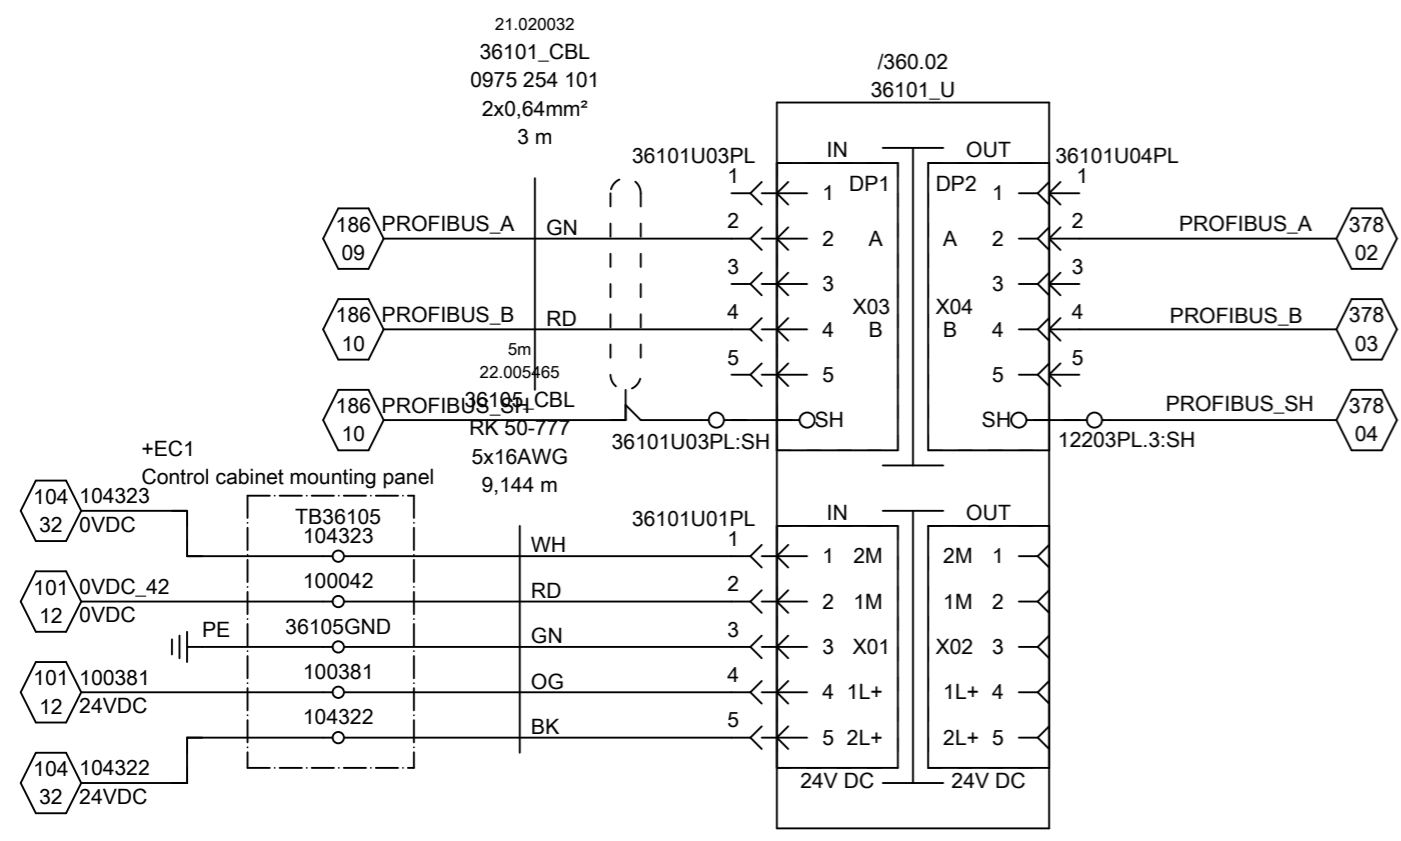 21.020032
36101_CBL
0975 254 101
2x0,64mm²
3 m
/360.02
36101_U
36101U03PL
IN
OUT
36101U04PL
1
1
DP1
DP2
1
1
186
09
PROFIBUS_A
GN
2
2
A
A
2
2
PROFIBUS_A
378
02
3
3
3
3
X03
X04
186
10
PROFIBUS_B
RD
4
4
B
B
4
4
PROFIBUS_B
378
03
5m
22.005465
5
5
5
5
186
10
PROFIBUS_SH
36105_CBL
RK 50-777
5x16AWG
9,144 m
36101U03PL:SH
SH
SH
12203PL.3:SH
PROFIBUS_SH
378
04
+EC1
Control cabinet mounting panel
104
32
104323
0VDC
TB36105
104323
WH
36101U01PL
1
IN
OUT
1
2M
2M
1
101
12
0VDC_42
0VDC
100042
RD
2
2
1M
1M
2
PE
36105GND
GN
3
3
X01
X02
3
101
12
100381
24VDC
100381
OG
4
4
1L+
1L+
4
104322
BK
5
5
2L+
2L+
5
104
32
104322
24VDC
24V DC
24V DC